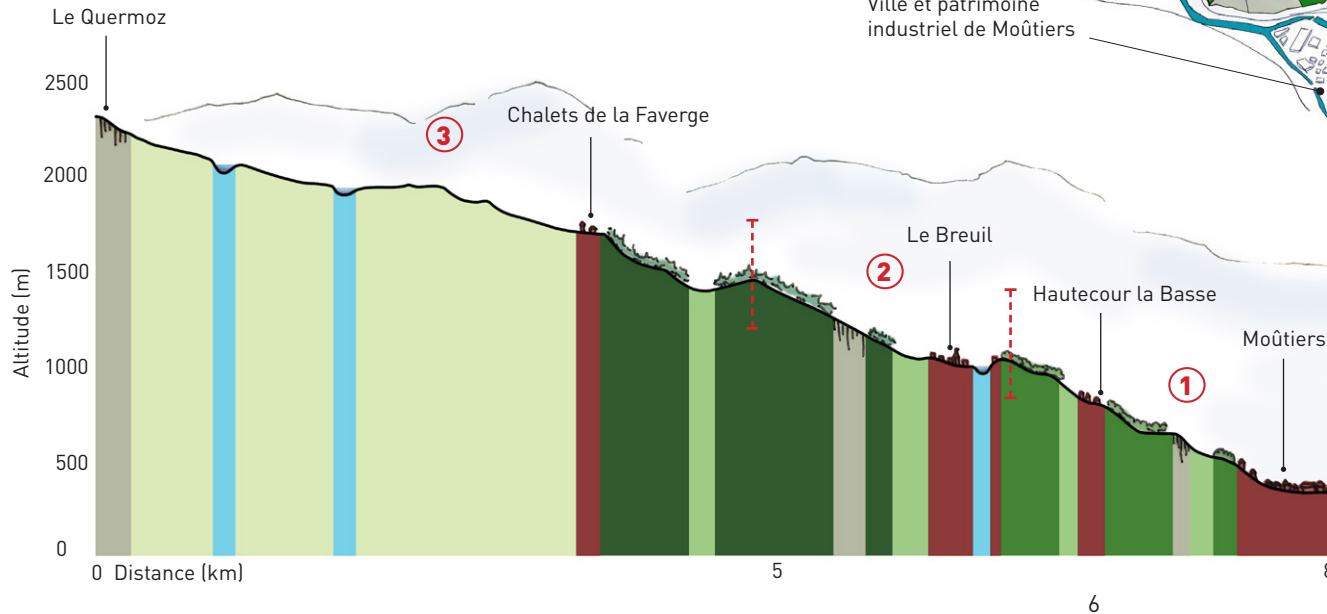 Ville et patrimoine
industriel de Moûtiers
Le Quermoz
2500
3
Chalets de la Faverge
2000
2
Le Breuil
1500
Hautecour la Basse
Altitude (m)
1000
1
Moûtiers
500
0
0 Distance (km)
5
8
6